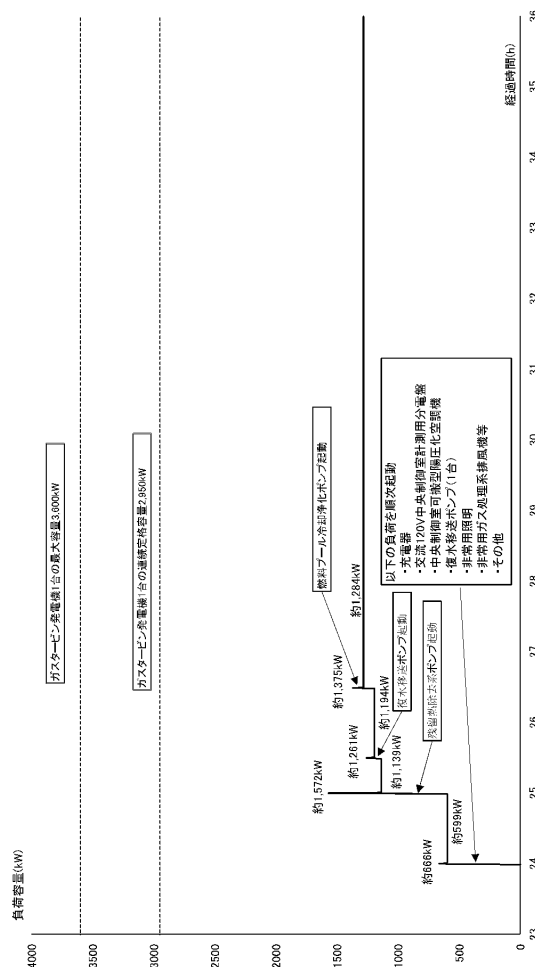 負荷容量(kW)
4000
3500
3000
2500
2000
1500
1000
500
0
ガスタービン発電機1台の最大容量3,600kW
ガスタービン発電機1台の連続定格容量2,950kW
燃料プール冷却浄化ポンプ起動
約1,284kW
約1,375kW
約1,194kW
復水移送ポンプ起動
約1,261kW
約1,139kW
残留熱除去系ポンプ起動
約1,572kW
約599kW
約666kW
以下の負荷を順次起動
・充電器
・交流120V中央制御室計測用分電盤
・中央制御室可搬型陽圧化空調機
・復水移送ポンプ(1台)
・非常用照明
・非常用ガス処理系排風機等
・その他
23
24
25
26
27
28
29
30
31
32
33
34
35
36
経過時間(h)